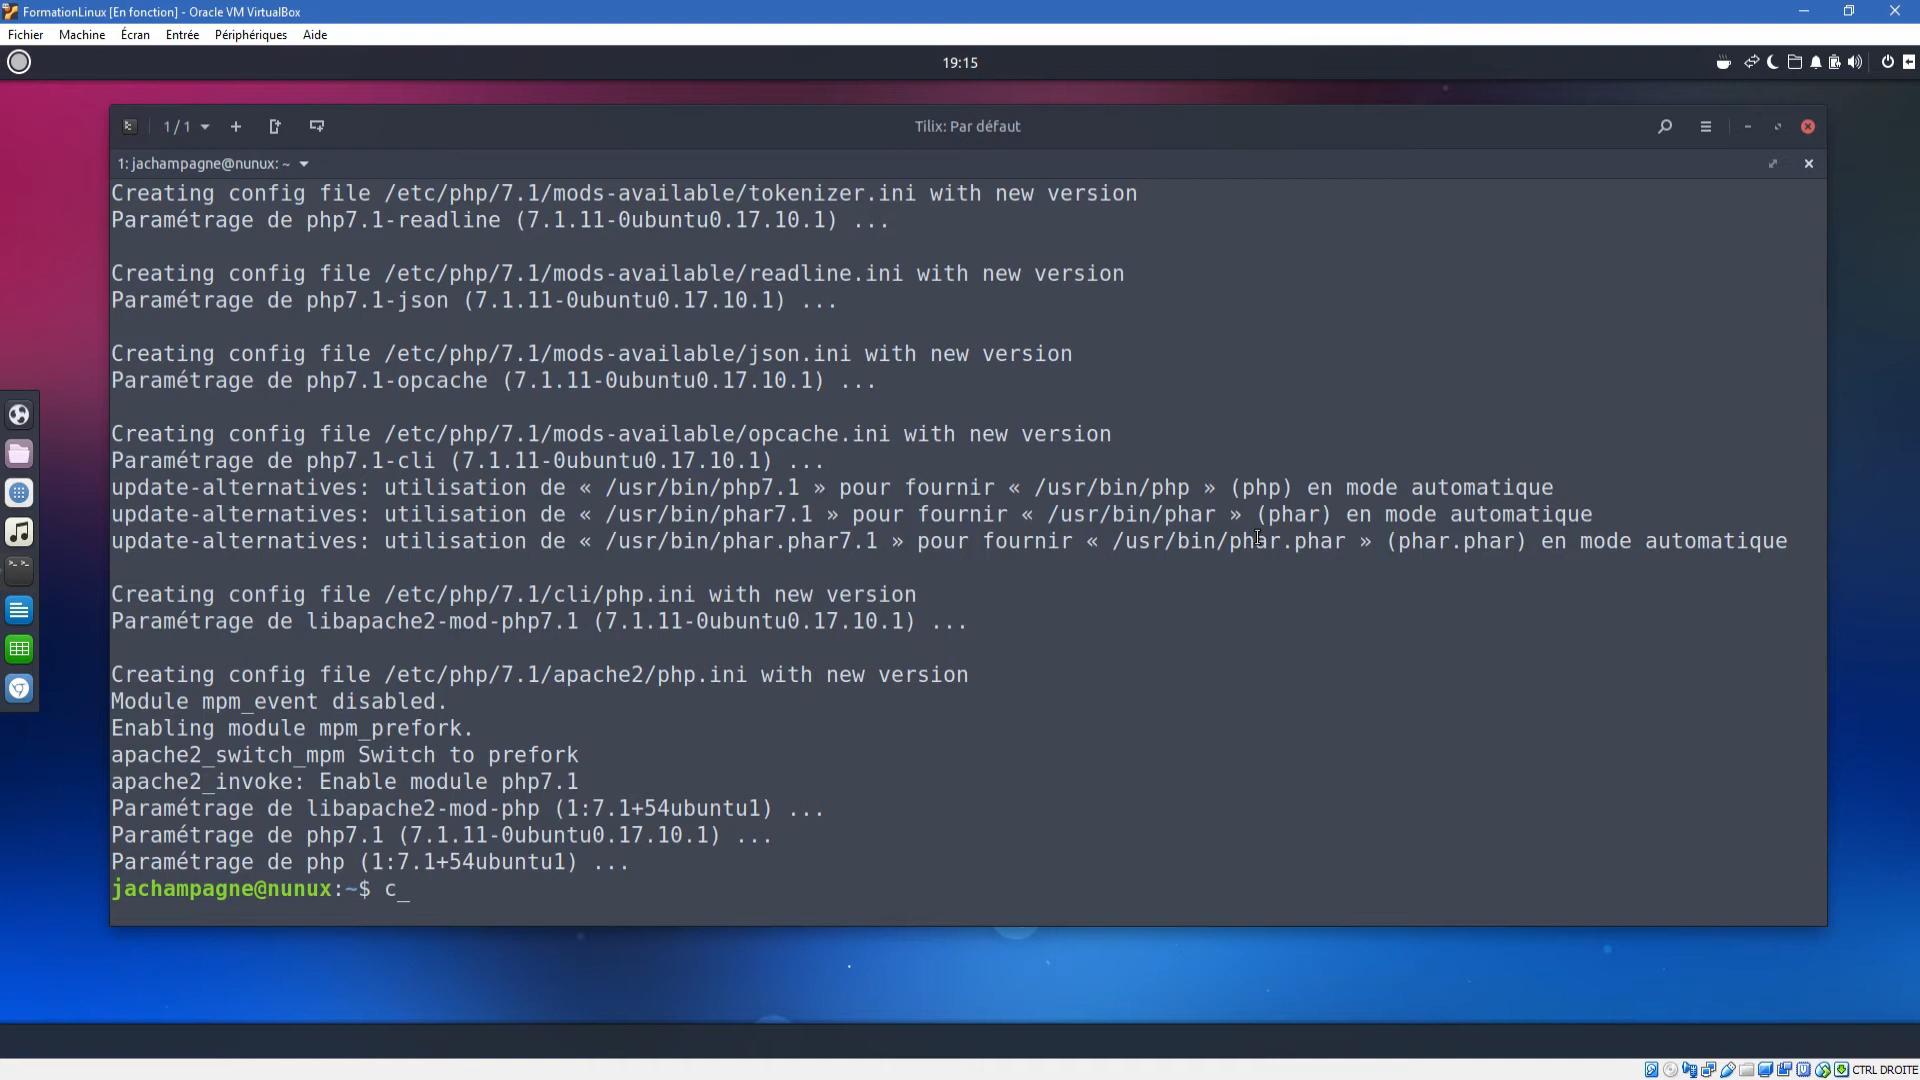 FormationLinux [En fonction] - Oracle VM VirtualBox
Fichier Machine Écran Entrée Périphériques Aide
19:15
1 / 1
Tilix: Par défaut
1: jachampagne@nunux: ~
Creating config file /etc/php/7.1/mods-available/tokenizer.ini with new version
Paramétrage de php7.1-readline (7.1.11-0ubuntu0.17.10.1) ...
Creating config file /etc/php/7.1/mods-available/readline.ini with new version
Paramétrage de php7.1-json (7.1.11-0ubuntu0.17.10.1) ...
Creating config file /etc/php/7.1/mods-available/json.ini with new version
Paramétrage de php7.1-opcache (7.1.11-0ubuntu0.17.10.1) ...
Creating config file /etc/php/7.1/mods-available/opcache.ini with new version
Paramétrage de php7.1-cli (7.1.11-0ubuntu0.17.10.1) ...
update-alternatives: utilisation de « /usr/bin/php7.1 » pour fournir « /usr/bin/php » (php) en mode automatique
update-alternatives: utilisation de « /usr/bin/phar7.1 » pour fournir « /usr/bin/phar » (phar) en mode automatique
update-alternatives: utilisation de « /usr/bin/phar.phar7.1 » pour fournir « /usr/bin/phar.phar » (phar.phar) en mode automatique
Creating config file /etc/php/7.1/cli/php.ini with new version
Paramétrage de libapache2-mod-php7.1 (7.1.11-0ubuntu0.17.10.1) ...
Creating config file /etc/php/7.1/apache2/php.ini with new version
Module mpm_event disabled.
Enabling module mpm_prefork.
apache2_switch_mpm Switch to prefork
apache2_invoke: Enable module php7.1
Paramétrage de libapache2-mod-php (1:7.1+54ubuntu1) ...
Paramétrage de php7.1 (7.1.11-0ubuntu0.17.10.1) ...
Paramétrage de php (1:7.1+54ubuntu1) ...
jachampagne@nunux:~$ c_
CTRL DROITE